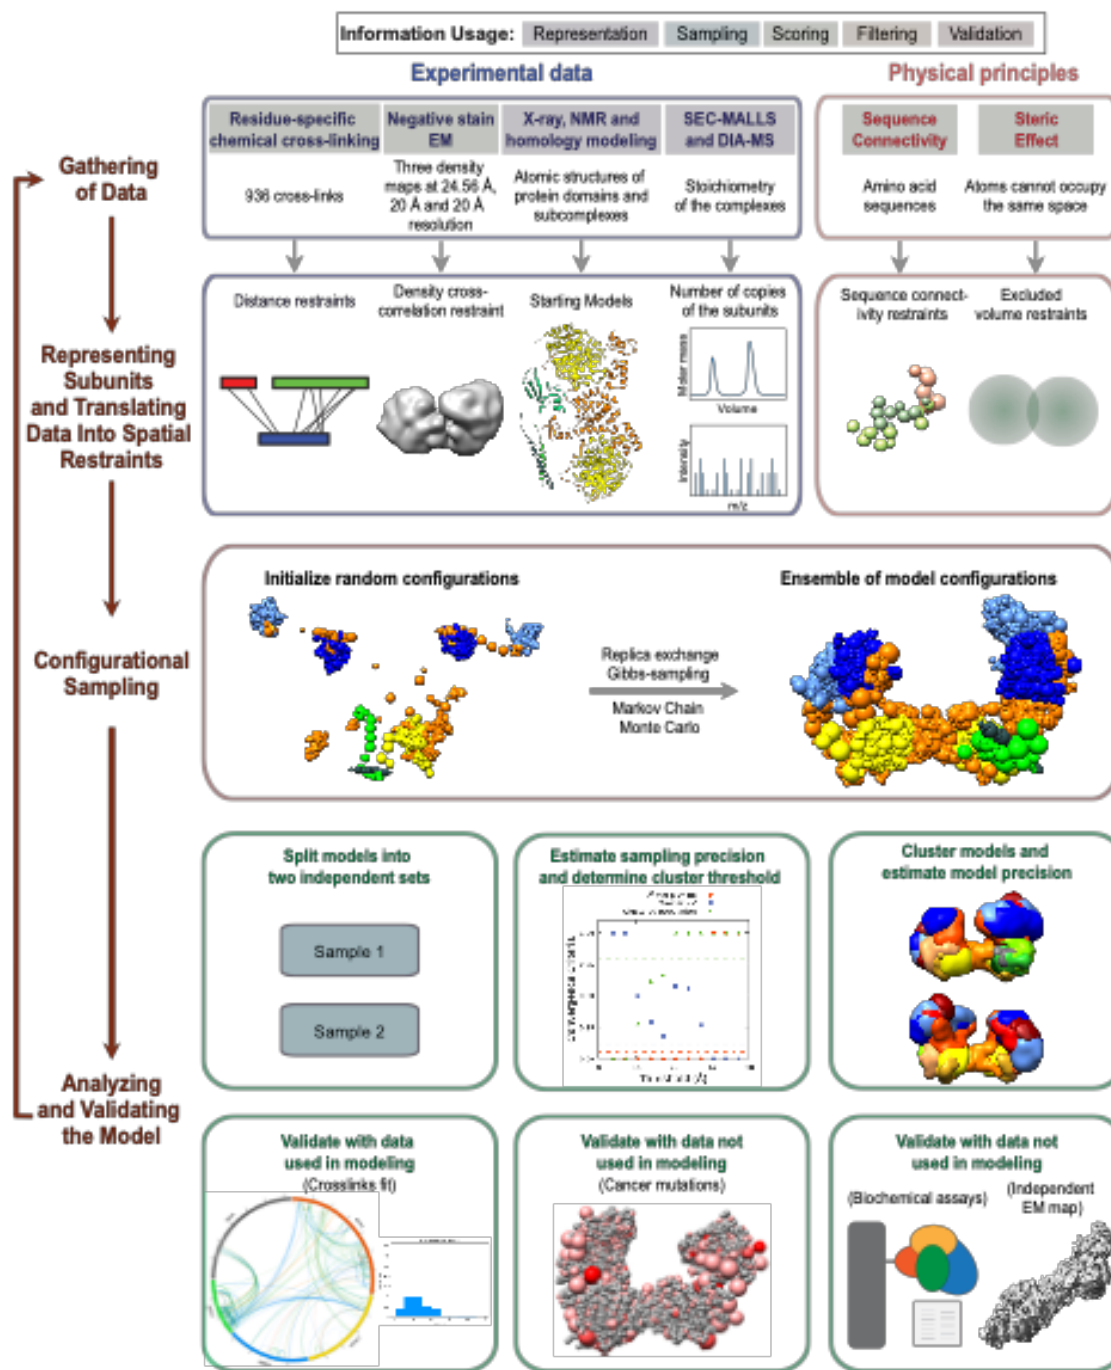 Information Usage: Representation Sampling Scoring Filtering Validation
Experimental data
Physical principles
Gathering
of Data
Residue-specific
chemical cross-linking
936 cross-links
Negative stain
EM
Three density
maps at 24.56 Å,
20 Å and 20 Å
resolution
X-ray, NMR and
homology modeling
Atomic structures of
protein domains and
subcomplexes
SEC-MALLS
and DIA-MS
Stoichiometry
of the complexes
Sequence
Connectivity
Amino acid
sequences
Steric
Effect
Atoms cannot occupy
the same space
Representing
Subunits
and Translating
Data Into Spatial
Restraints
Distance restraints
Density cross-
correlation restraint
Starting Models
Number of copies
of the subunits
Molar mass
Volume
Intensity
m/z
Sequence connect-
ivity restraints
Excluded
volume restraints
Configurational
Sampling
Initialize random configurations
Replica exchange
Gibbs-sampling
Markov Chain
Monte Carlo
Ensemble of model configurations
Analyzing
and Validating
the Model
Split models into
two independent sets
Sample 1
Sample 2
Estimate sampling precision
and determine cluster threshold
Threshold (Å)
Cluster models and
estimate model precision
Validate with data
used in modeling
(Crosslinks fit)
Validate with data not
used in modeling
(Cancer mutations)
Validate with data not
used in modeling
(Biochemical assays)
(Independent
EM map)